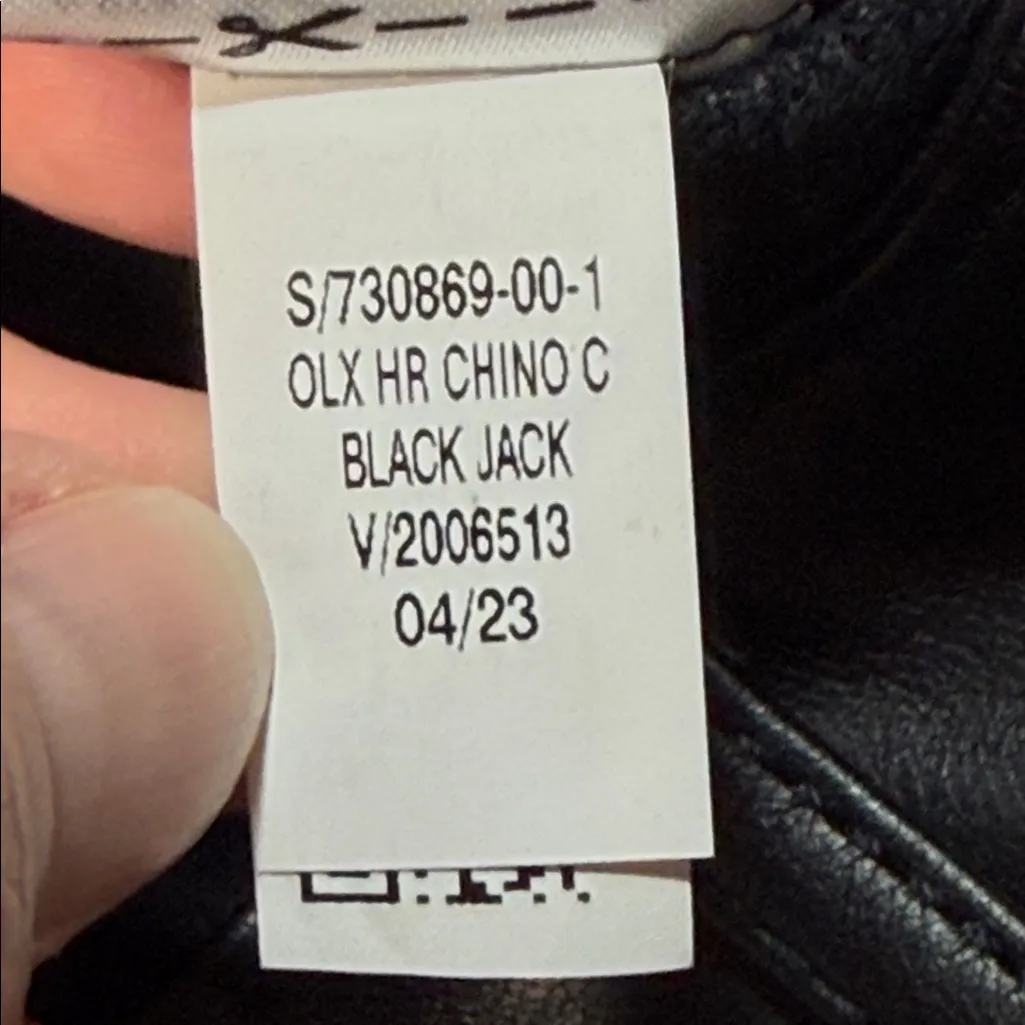 S/730869-00-1
OLX HR CHINO C
BLACK JACK
V/2006513
04/23